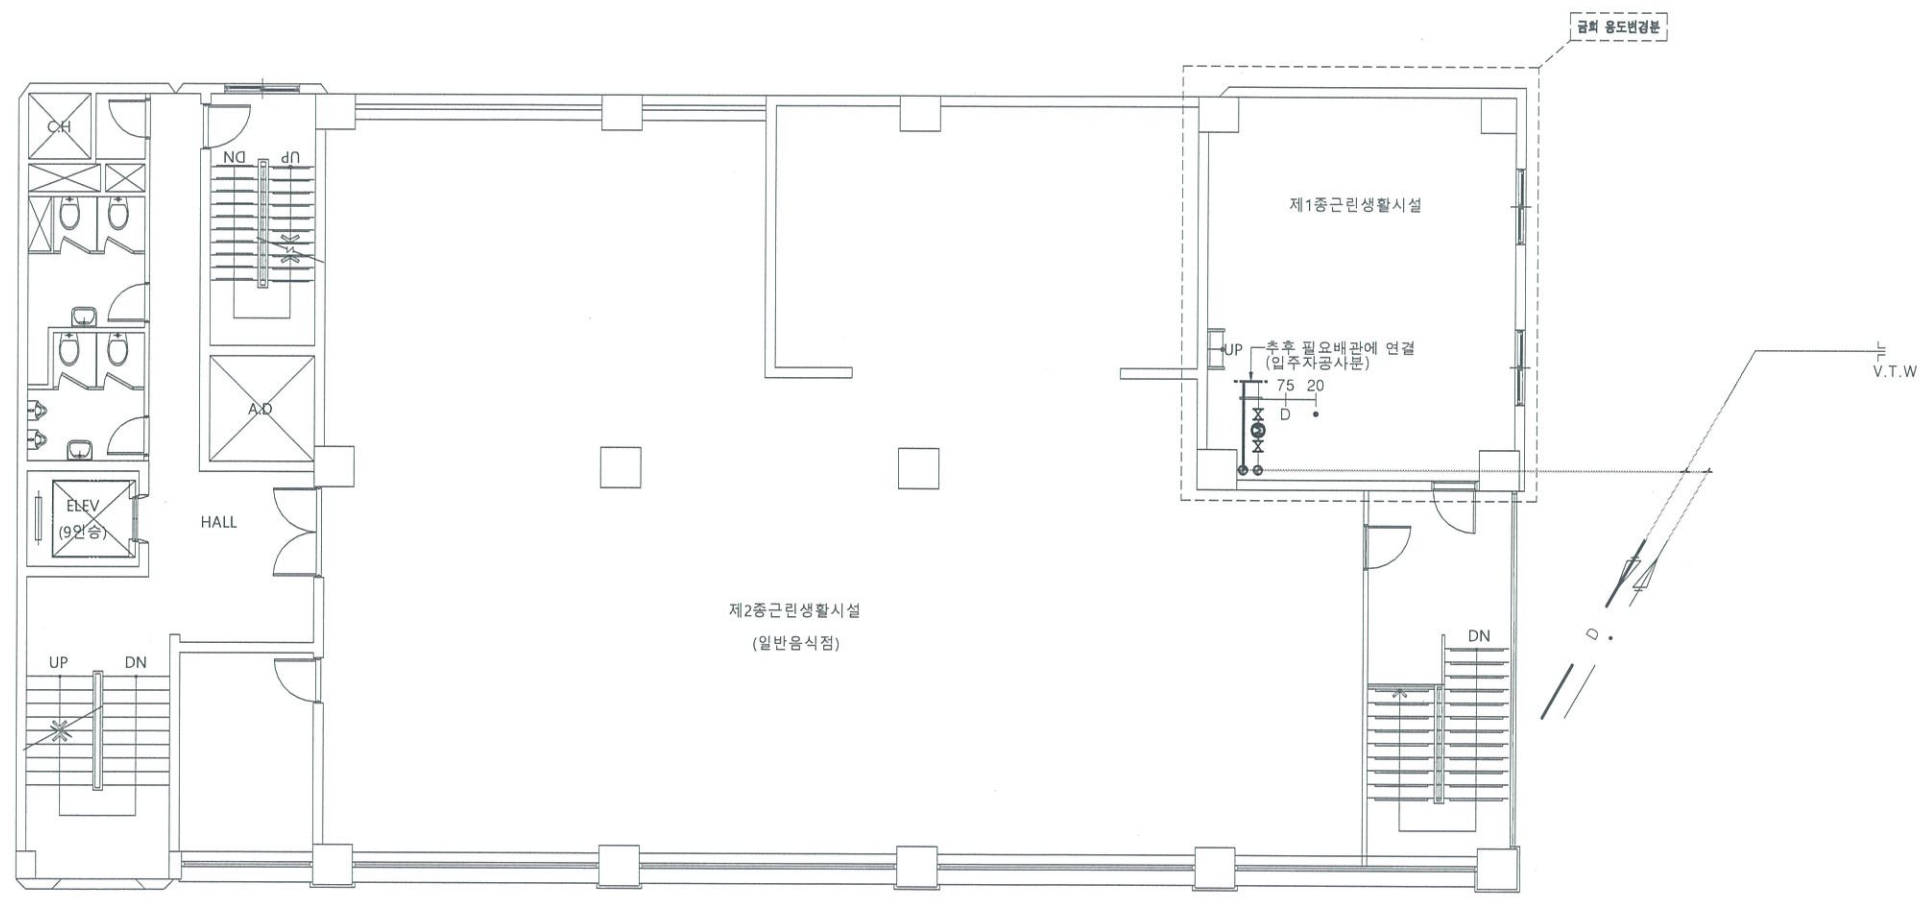 금회 용도변경분
C.H
DN
UP
제1종근린생활시설
UP
추후 필요배관에 연결
(입주자공사분)
75 20
D
V.T.W
A.D
ELEV
(9인승)
HALL
제2종근린생활시설
(일반음식점)
D
DN
UP
DN